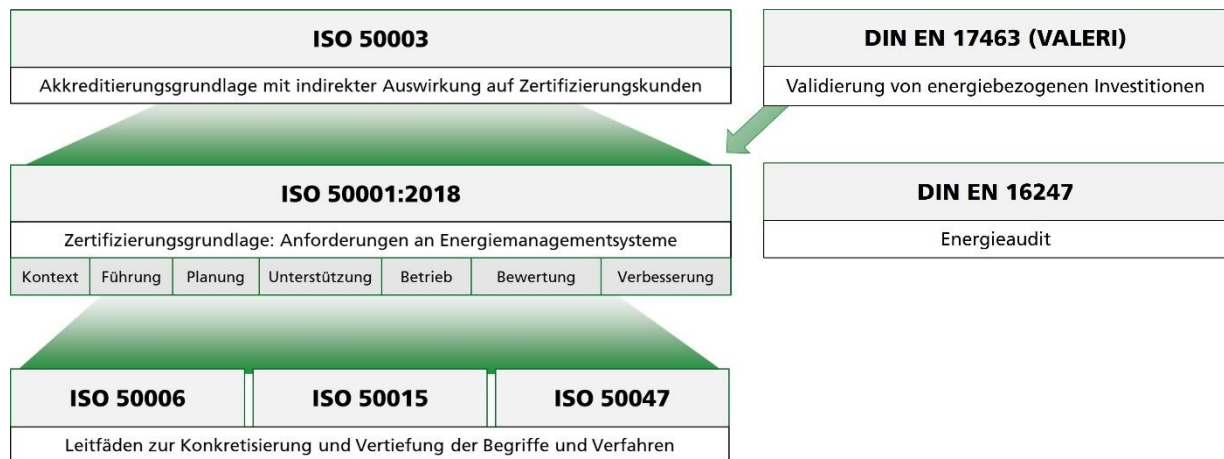 ISO 50003
Akkreditierungsgrundlage mit indirekter Auswirkung auf Zertifizierungskunden
DIN EN 17463 (VALERI)
Validierung von energiebezogenen Investitionen
ISO 50001:2018
Zertifizierungsgrundlage: Anforderungen an Energiemanagementsysteme
Kontext Führung Planung Unterstützung Betrieb Bewertung Verbesserung
DIN EN 16247
Energieaudit
ISO 50006 ISO 50015 ISO 50047
Leitfäden zur Konkretisierung und Vertiefung der Begriffe und Verfahren